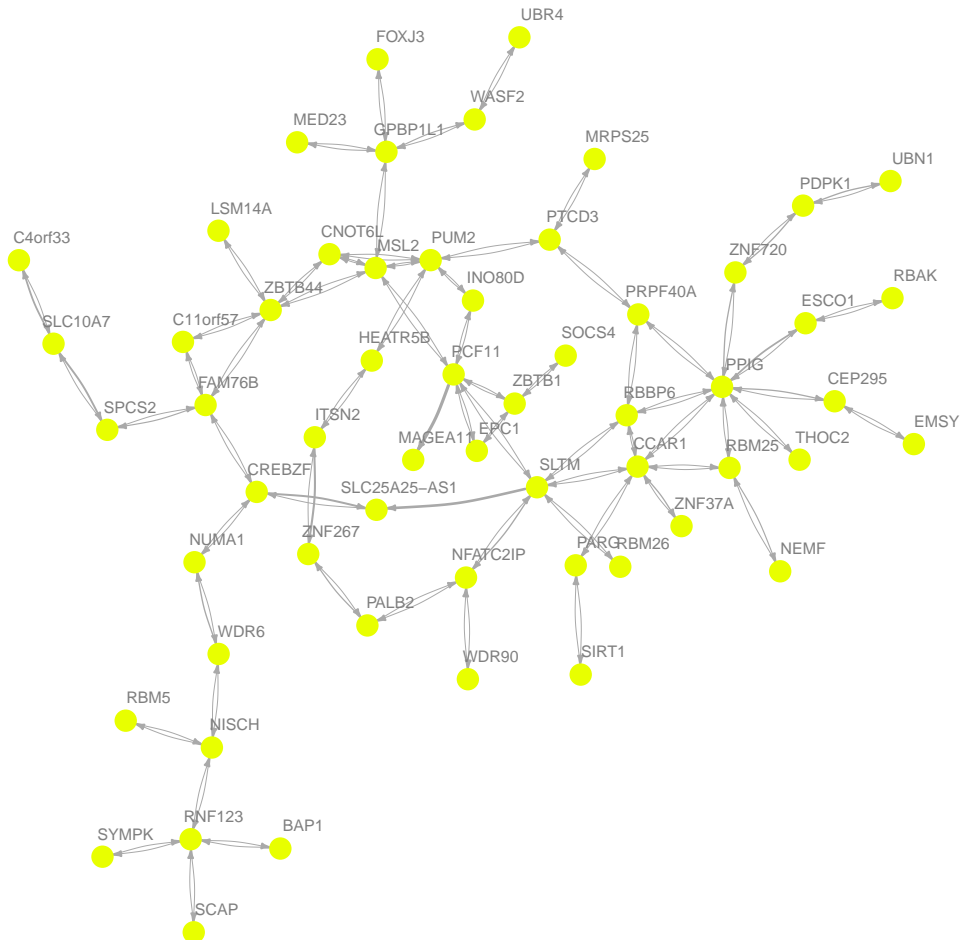 UBR4
FOXJ3
WASF2
MED23
GPBP1L1
MRPS25
UBN1
PDPK1
LSM14A
PTCD3
C4orf33
CNOT6L
MSL2
PUM2
ZNF720
INO80D
RBAK
ZBTB44
PRPF40A
ESCO1
SLC10A7
C11orf57
HEATR5B
SOCS4
PCF11
PPIG
FAM76B
ZBTB1
CEP295
SPCS2
ITSN2
RBBP6
EMSY
MAGEA11
EPC1
THOC2
CCAR1
RBM25
CREBZF
SLTM
SLC25A25−AS1
ZNF37A
ZNF267
NUMA1
NFATC2IP
PARG
RBM26
NEMF
PALB2
WDR6
WDR90
SIRT1
RBM5
NISCH
RNF123
SYMPK
BAP1
SCAP